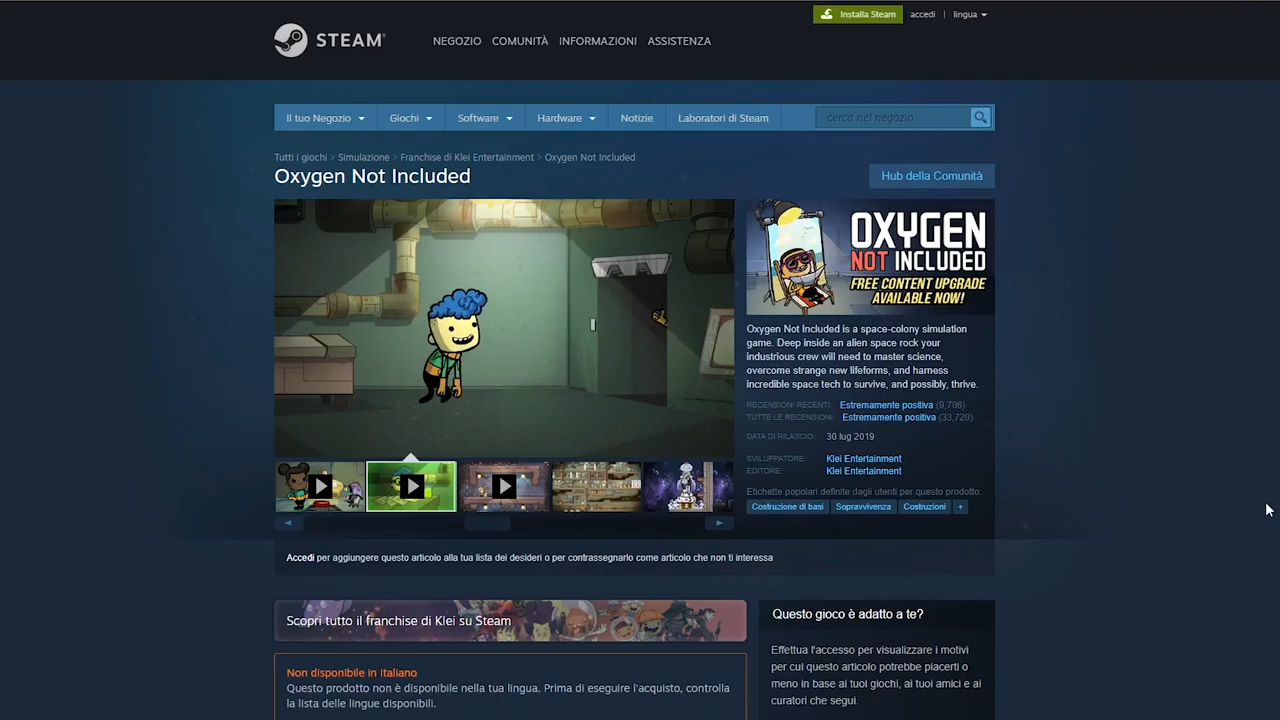 Installa Steam accedi | lingua
STEAM®
NEGOZIO COMUNITÀ INFORMAZIONI ASSISTENZA
Il tuo Negozio Giochi Software Hardware Notizie Laboratori di Steam cerca nel negozio
Tutti i giochi > Simulazione > Franchise di Klei Entertainment > Oxygen Not Included
Oxygen Not Included
Hub della Comunità
OXYGEN
NOT INCLUDED
FREE CONTENT UPGRADE
AVAILABLE NOW!
Oxygen Not Included is a space-colony simulation
game. Deep inside an alien space rock your
industrious crew will need to master science,
overcome strange new lifeforms, and harness
incredible space tech to survive, and possibly, thrive.
RECENSIONI RECENTI: Estremamente positiva (9,706)
TUTTE LE RECENSIONI: Estremamente positiva (33,720)
DATA DI RILASCIO: 30 lug 2019
SVILUPPATORE: Klei Entertainment
EDITORE: Klei Entertainment
Etichette popolari definite dagli utenti per questo prodotto:
Costruzione di basi Sopravvivenza Costruzioni +
Accedi per aggiungere questo articolo alla tua lista dei desideri o per contrassegnarlo come articolo che non ti interessa
Scopri tutto il franchise di Klei su Steam
Non disponibile in Italiano
Questo prodotto non è disponibile nella tua lingua. Prima di eseguire l'acquisto, controlla
la lista delle lingue disponibili.
Questo gioco è adatto a te?
Effettua l'accesso per visualizzare i motivi
per cui questo articolo potrebbe piacerti o
meno in base ai tuoi giochi, ai tuoi amici e ai
curatori che segui.